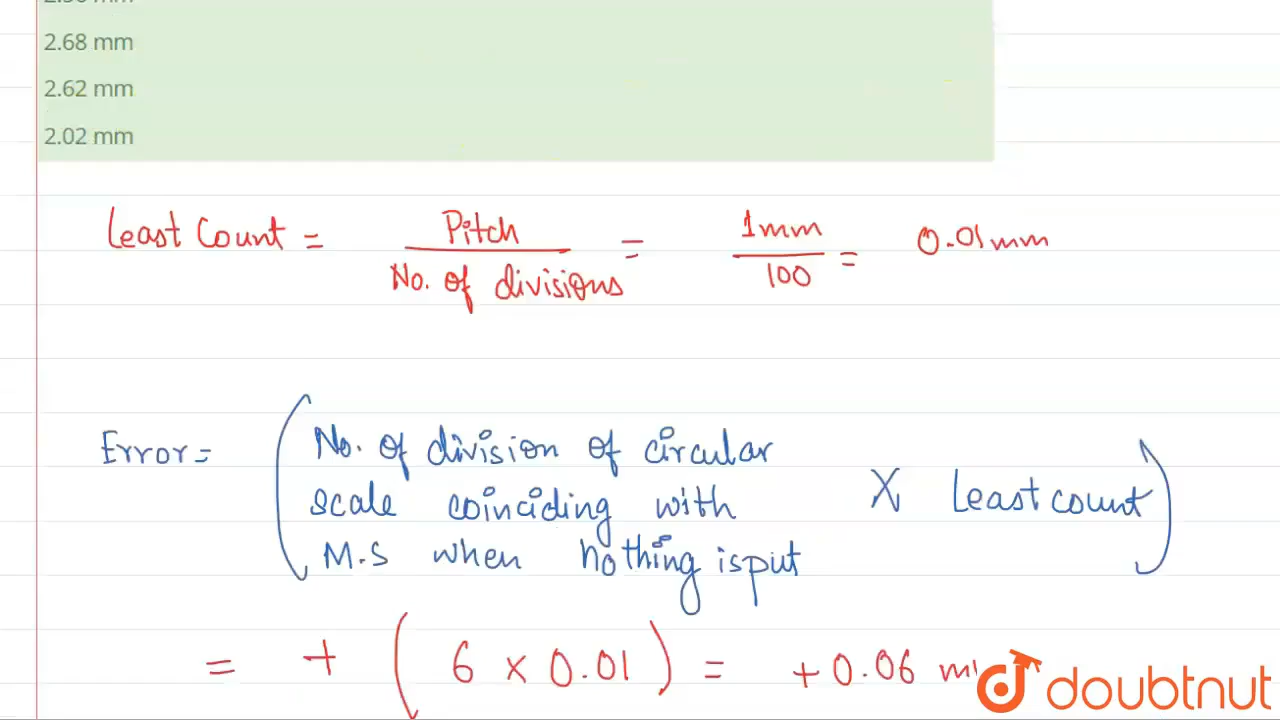 2.68 mm
2.62 mm
2.02 mm
Least Count = Pitch / No. of divisions = 1mm / 100 = 0.01mm
Error = ( No. of division of circular
scale coinciding with X Least count )
M.S when nothing is put
= + ( 6 x 0.01 ) = +0.06
doubtnut